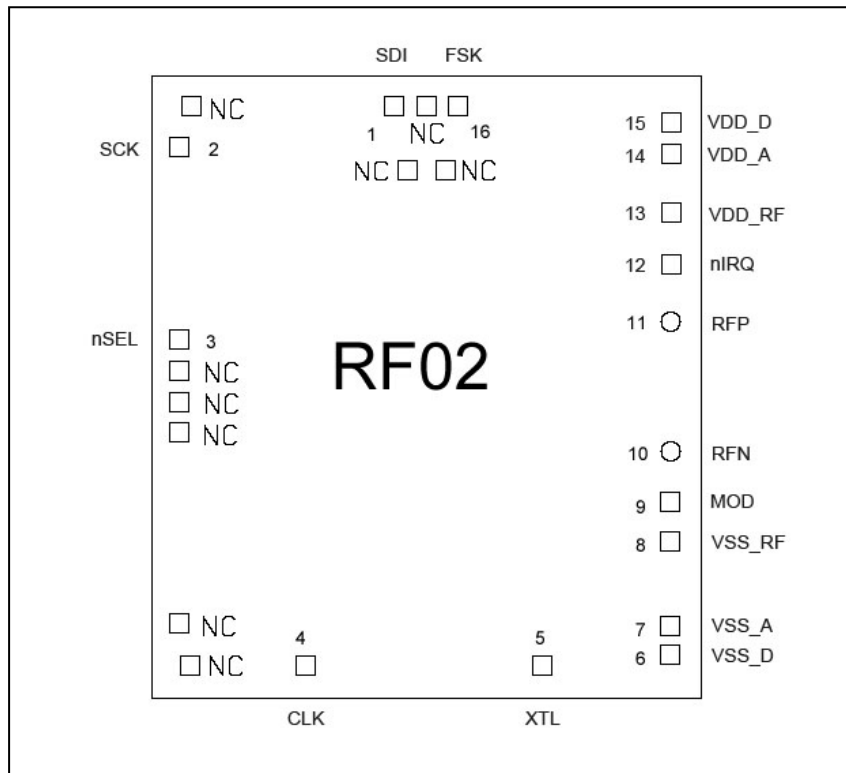 SDI FSK
NC
1 NC 16
15 VDD_D
SCK 2
14 VDD_A
NC NC
13 VDD_RF
12 nIRQ
11 RFP
nSEL 3
RF02
NC
NC
NC
10 RFN
9 MOD
8 VSS_RF
NC
7 VSS_A
4 5
6 VSS_D
NC
CLK XTL